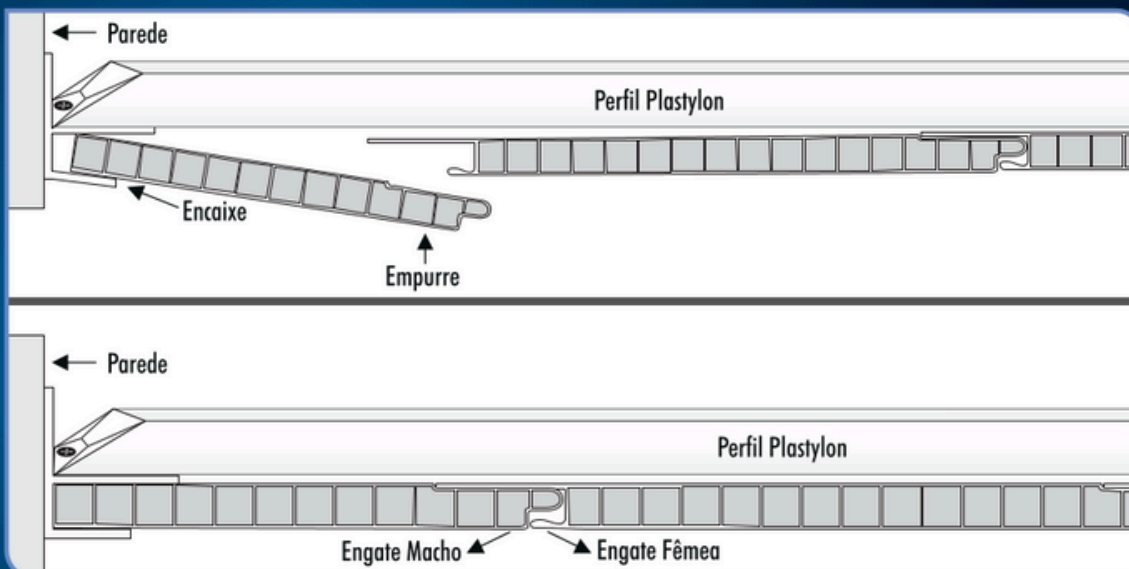 Parede
Perfil Plastylon
Encaixe
Empurre
Parede
Perfil Plastylon
Engate Macho
Engate Fêmea